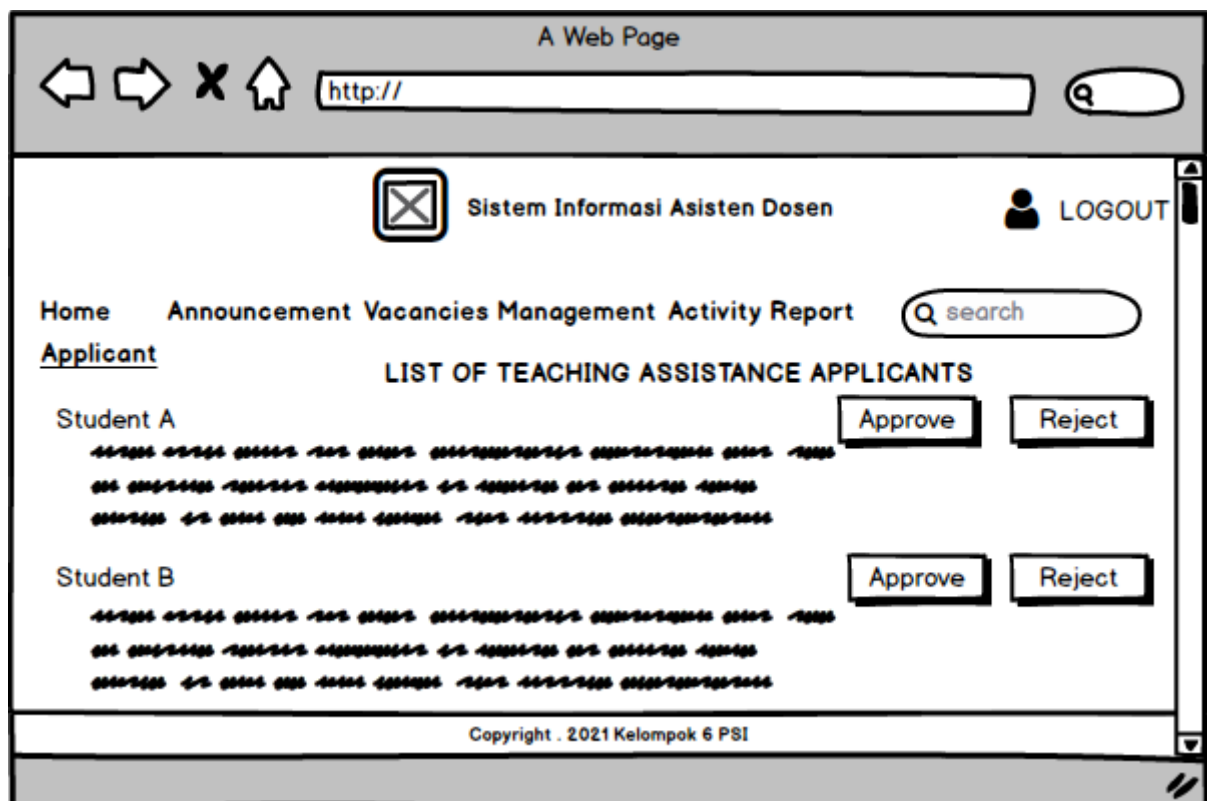 A Web Page
http://
Sistem Informasi Asisten Dosen
LOGOUT
Home Announcement Vacancies Management Activity Report search
Applicant
LIST OF TEACHING ASSISTANCE APPLICANTS
Student A Approve Reject
Student B Approve Reject
Copyright . 2021 Kelompok 6 PSI